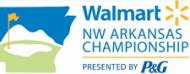 Walmart
NW ARKANSAS
CHAMPIONSHIP
PRESENTED BY P&G